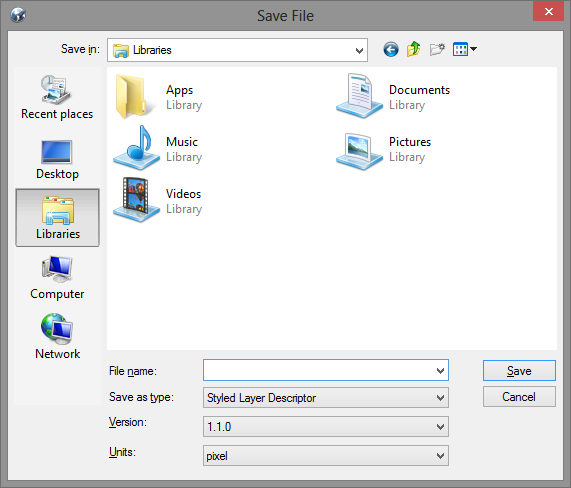 Save File
Save in:
Libraries
Recent places
Desktop
Libraries
Computer
Network
Apps
Library
Documents
Library
Music
Library
Pictures
Library
Videos
Library
File name:
Save
Save as type:
Styled Layer Descriptor
Cancel
Version:
1.1.0
Units:
pixel